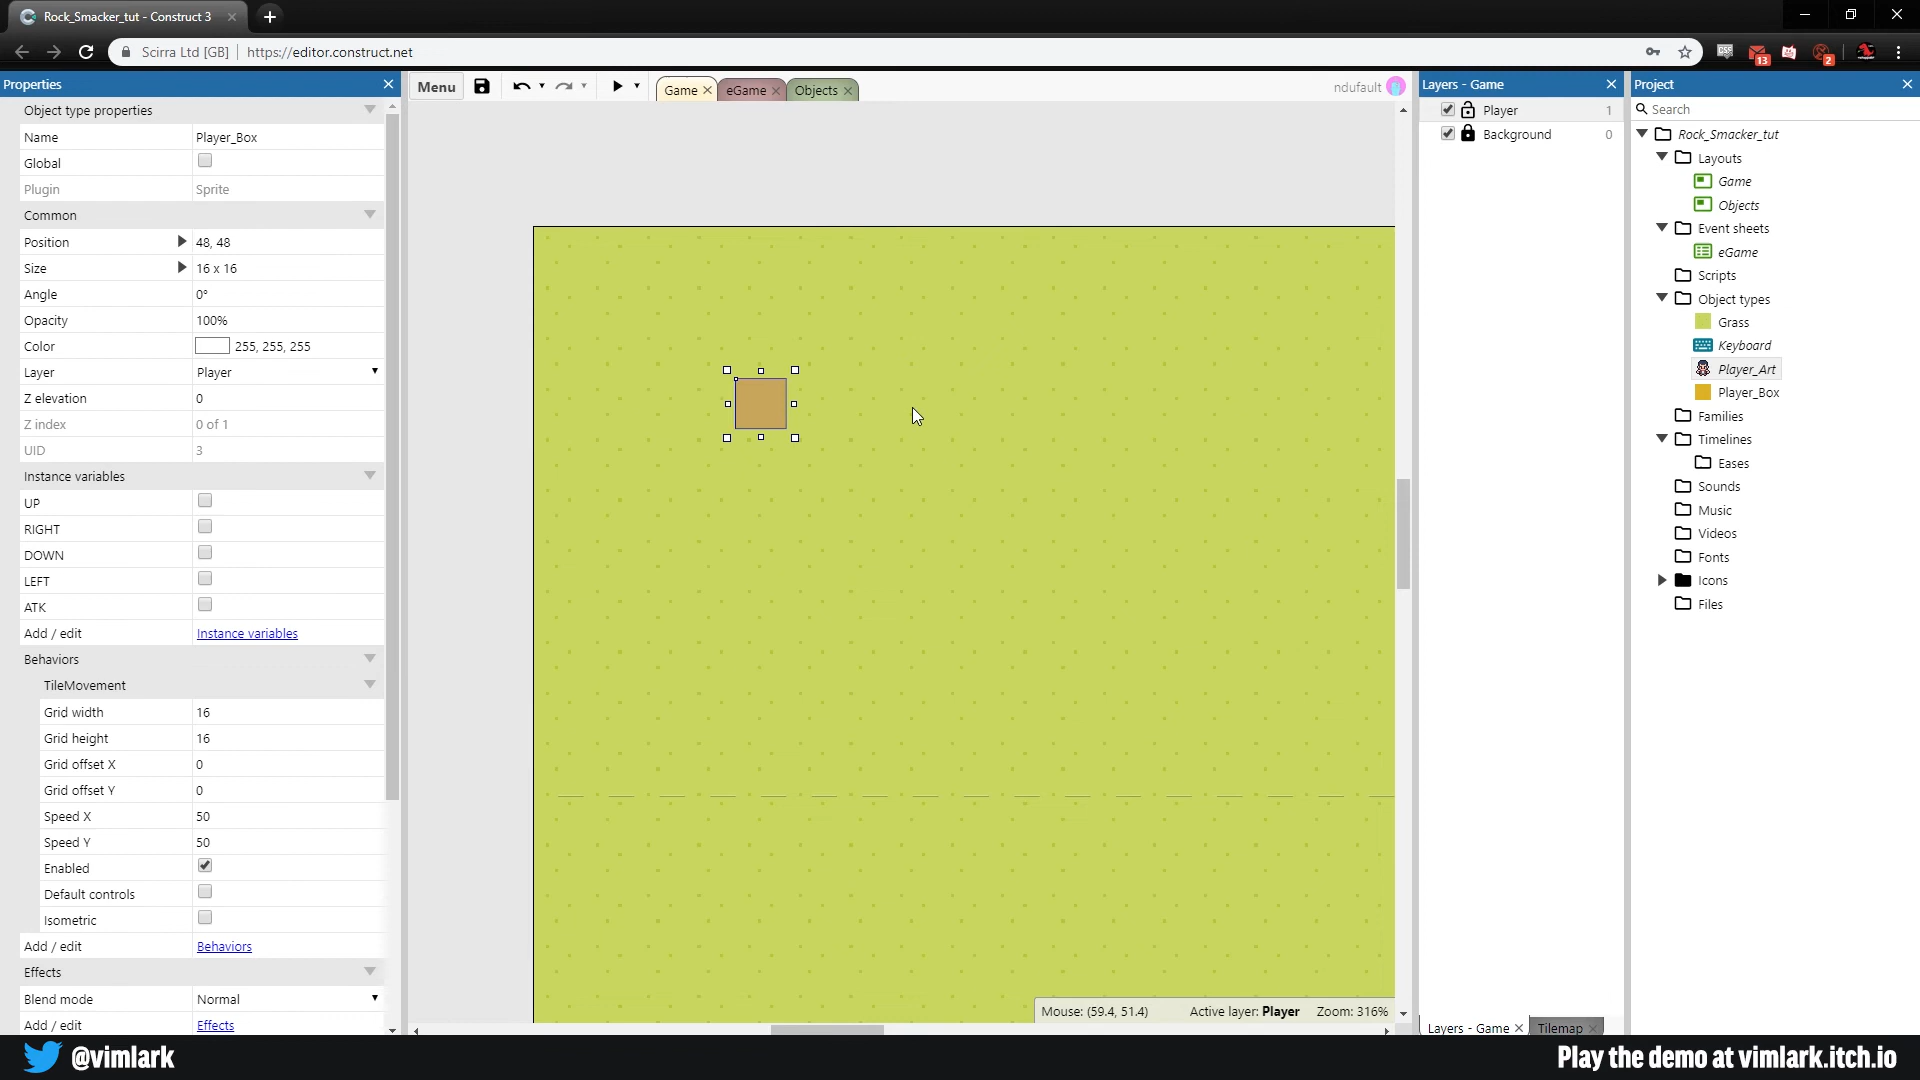 Rock_Smacker_tut - Construct 3
Scirra Ltd [GB] https://editor.construct.net
13
2
Properties
Object type properties
Name Player_Box
Global
Plugin Sprite
Common
Position 48, 48
Size 16 x 16
Angle 0°
Opacity 100%
Color 255, 255, 255
Layer Player
Z elevation 0
Z index 0 of 1
UID 3
Instance variables
UP
RIGHT
DOWN
LEFT
ATK
Add / edit Instance variables
Behaviors
TileMovement
Grid width 16
Grid height 16
Grid offset X 0
Grid offset Y 0
Speed X 50
Speed Y 50
Enabled
Default controls
Isometric
Add / edit Behaviors
Effects
Blend mode Normal
Add / edit Effects
Menu
Game eGame Objects
ndufault
Mouse: (59.4, 51.4) Active layer: Player Zoom: 316%
Layers - Game
Player 1
Background 0
Layers - Game Tilemap
Project
Search
Rock_Smacker_tut
Layouts
Game
Objects
Event sheets
eGame
Scripts
Object types
Grass
Keyboard
Player_Art
Player_Box
Families
Timelines
Eases
Sounds
Music
Videos
Fonts
Icons
Files
@vimlark
Play the demo at vimlark.itch.io